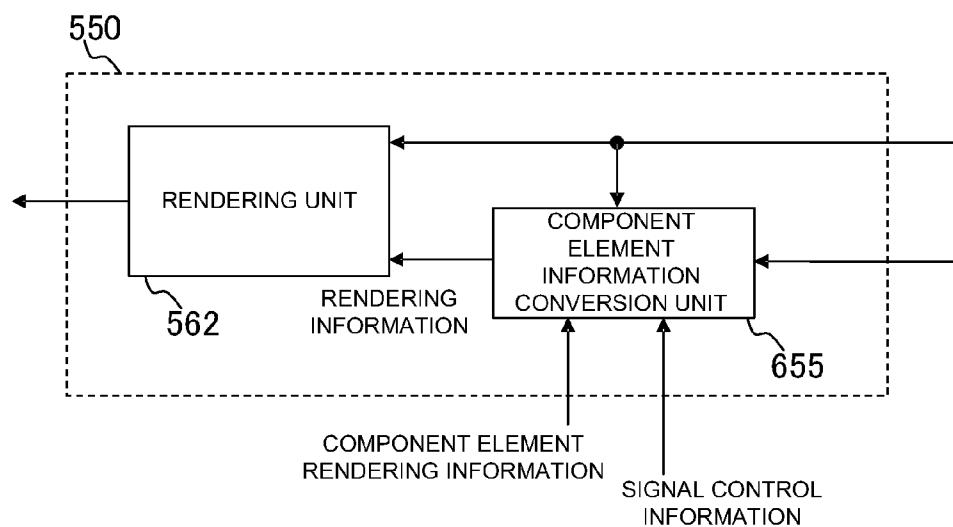 550
RENDERING UNIT
COMPONENT
ELEMENT
INFORMATION
CONVERSION UNIT
RENDERING
INFORMATION
562
655
COMPONENT ELEMENT
RENDERING INFORMATION
SIGNAL CONTROL
INFORMATION